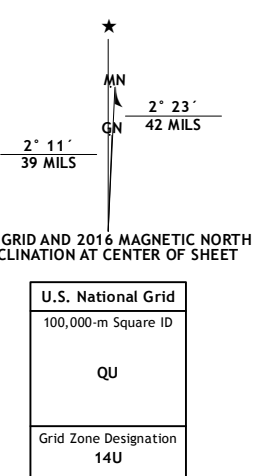 ★
MN
2° 23´
GN
42 MILS
2° 11´
39 MILS
GRID AND 2016 MAGNETIC NORTH
CLINATION AT CENTER OF SHEET
U.S. National Grid
100,000-m Square ID
QU
Grid Zone Designation
14U